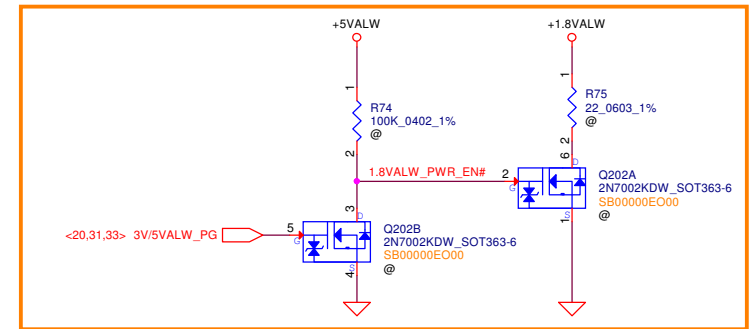 +5VALW
+1.8VALW
1
R74
100K_0402_1%
@
2
1
R75
22_0603_1%
@
2
1.8VALW_PWR_EN#
2
G
6
D
S
1
Q202A
2N7002KDW_SOT363-6
SB00000EO00
@
<20,31,33> 3V/5VALW_PG
5
G
3
D
S
4
Q202B
2N7002KDW_SOT363-6
SB00000EO00
@